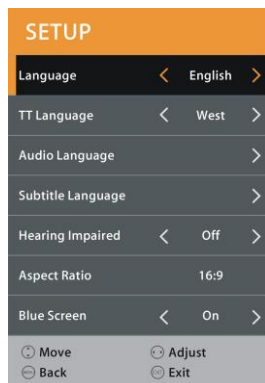 SETUP
Language < English >
TT Language < West >
Audio Language >
Subtitle Language >
Hearing Impaired < Off >
Aspect Ratio 16:9
Blue Screen < On >
Move Adjust
Back Exit